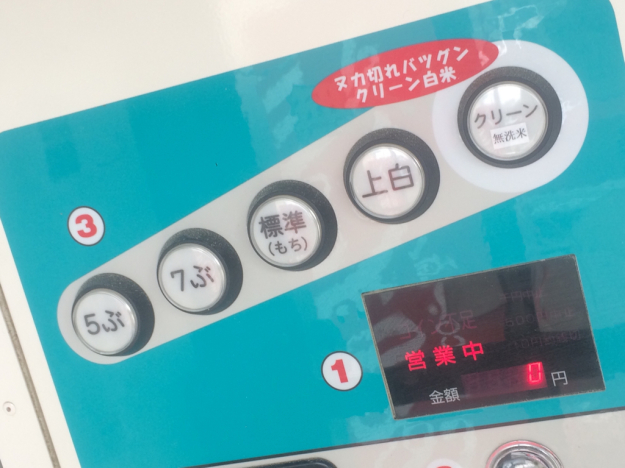 ヌカ切れバツグン
クリーン白米
クリーン
無洗米
上白
標準
(もち)
7ぶ
5ぶ
3
1
営業中
金額 0 円